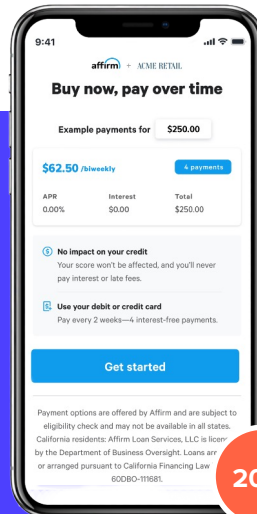 9:41
affirm + ACME RETAIL
Buy now, pay
over time
Example payments for $250.00
$62.50 /biweekly 4 payments
APR Interest Total
0.00% $0.00 $250.00
No impact on your credit
Your score won't be affected, and you'll never
pay interest or late fees.
Use your debit or credit card
Pay every 2 weeks—4 interest-free payments.
Get started
Payment options are offered by Affirm and are subject to
eligibility check and may not be available in all states.
California residents: Affirm Loan Services, LLC is
by the Department of Business Oversight. Loans are
or arranged pursuant to California Financing Law
60DBO-111681.
20